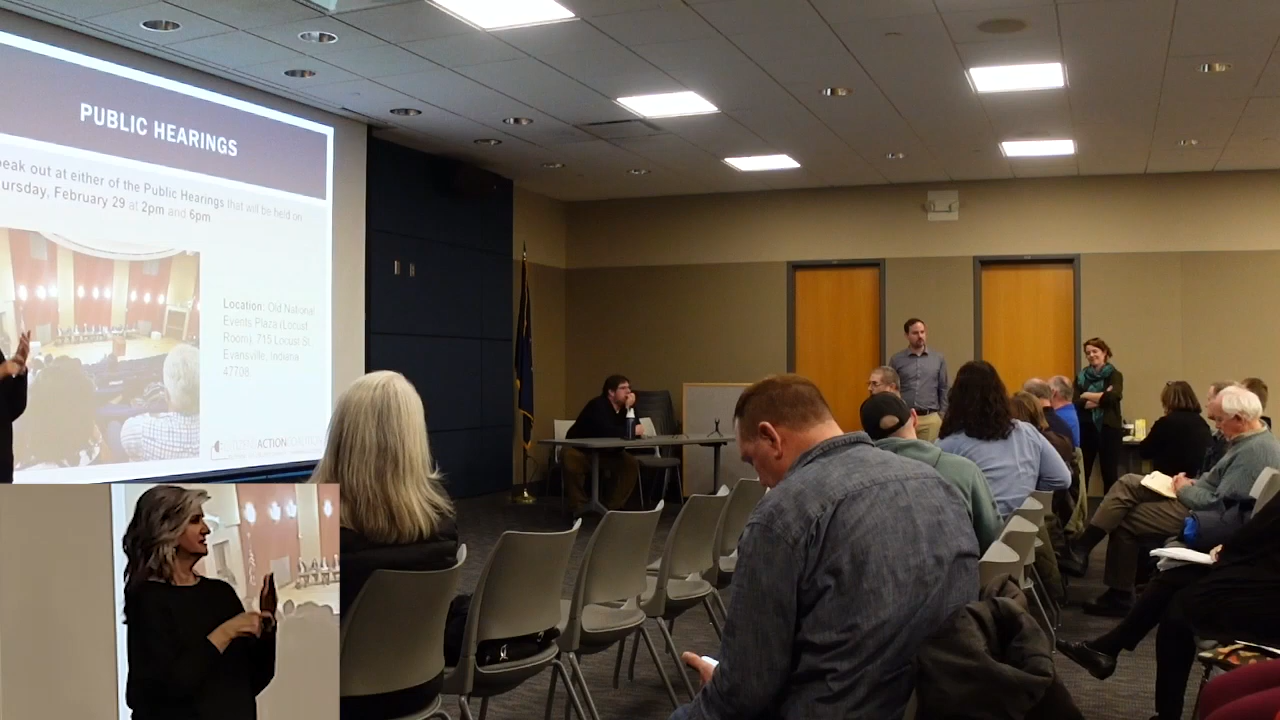 PUBLIC HEARINGS
eak out at either of the Public Hearings that will be held on
ursday, February 29 at 2pm and 6pm
Location: Old National
Events Plaza (Locust
Room), 715 Locust St.
Evansville, Indiana
47708
ACTION